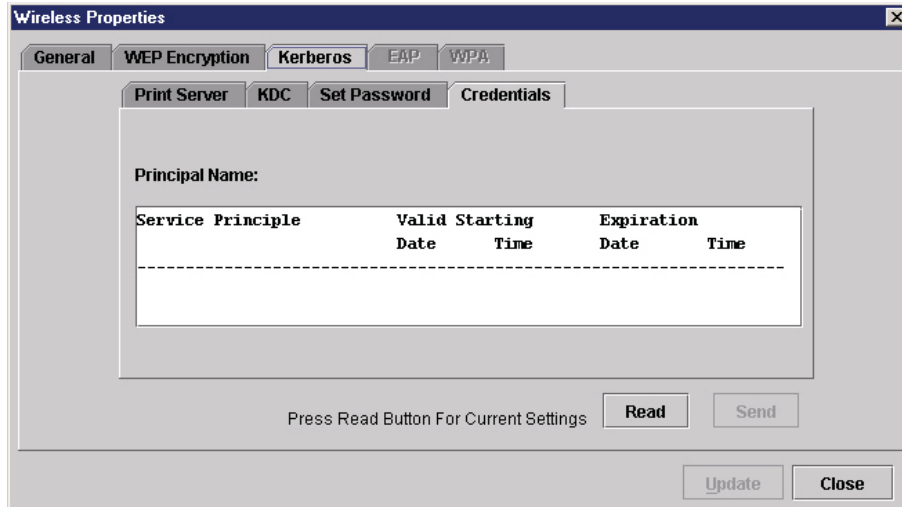 Wireless Properties
General WEP Encryption Kerberos EAP WPA
Print Server KDC Set Password Credentials
Principal Name:
Service Principle Valid Starting Expiration
Date Time Date Time
--------------------------------------------------------------------
Press Read Button For Current Settings Read Send
Update Close